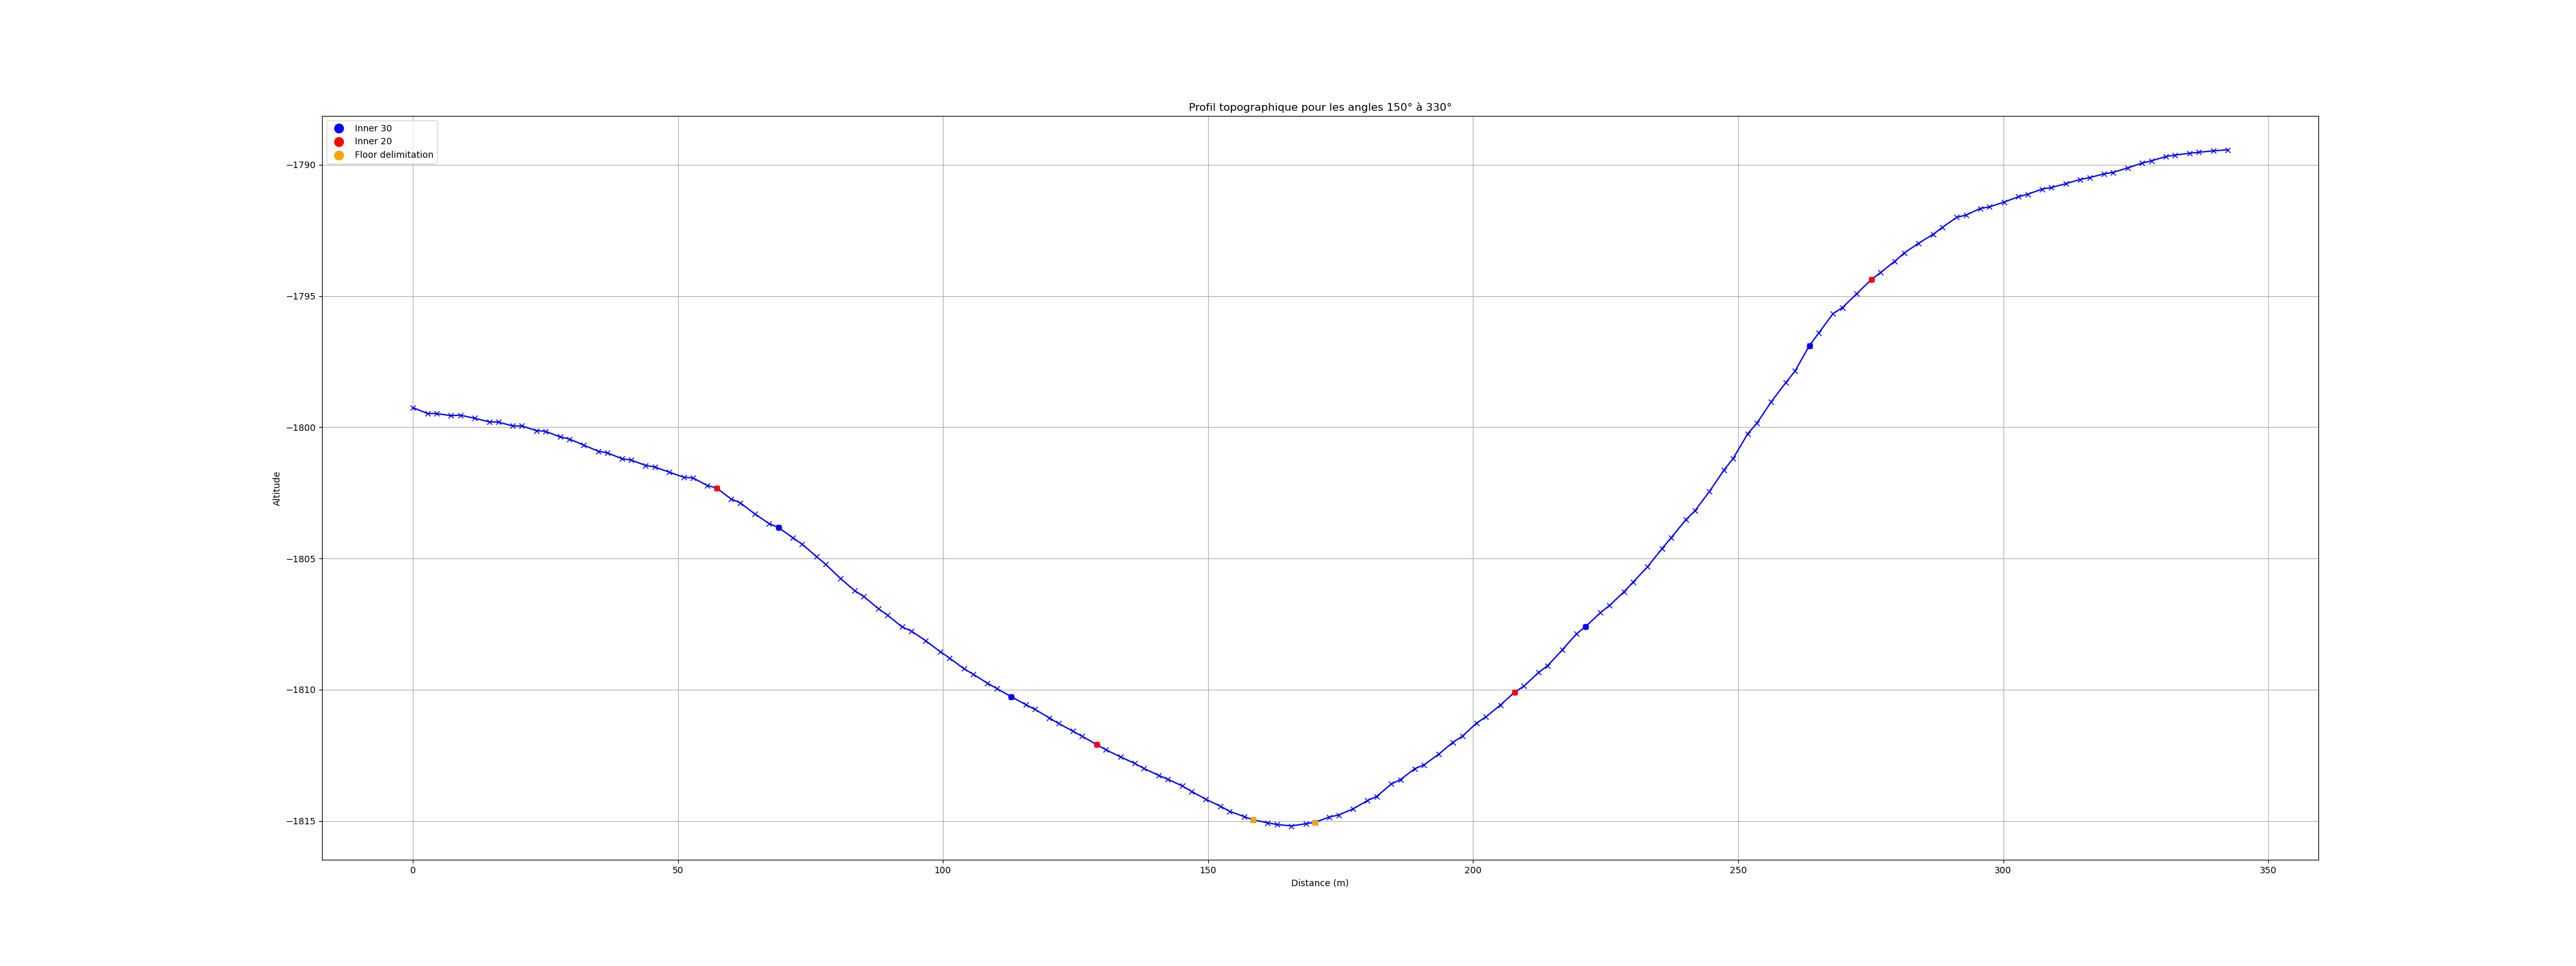 Profil topographique pour les angles 150° à 330°
Inner 30
Inner 20
Floor delimitation
−1790
−1795
−1800
−1805
−1810
−1815
Altitude
0 50 100 150 200 250 300 350
Distance (m)